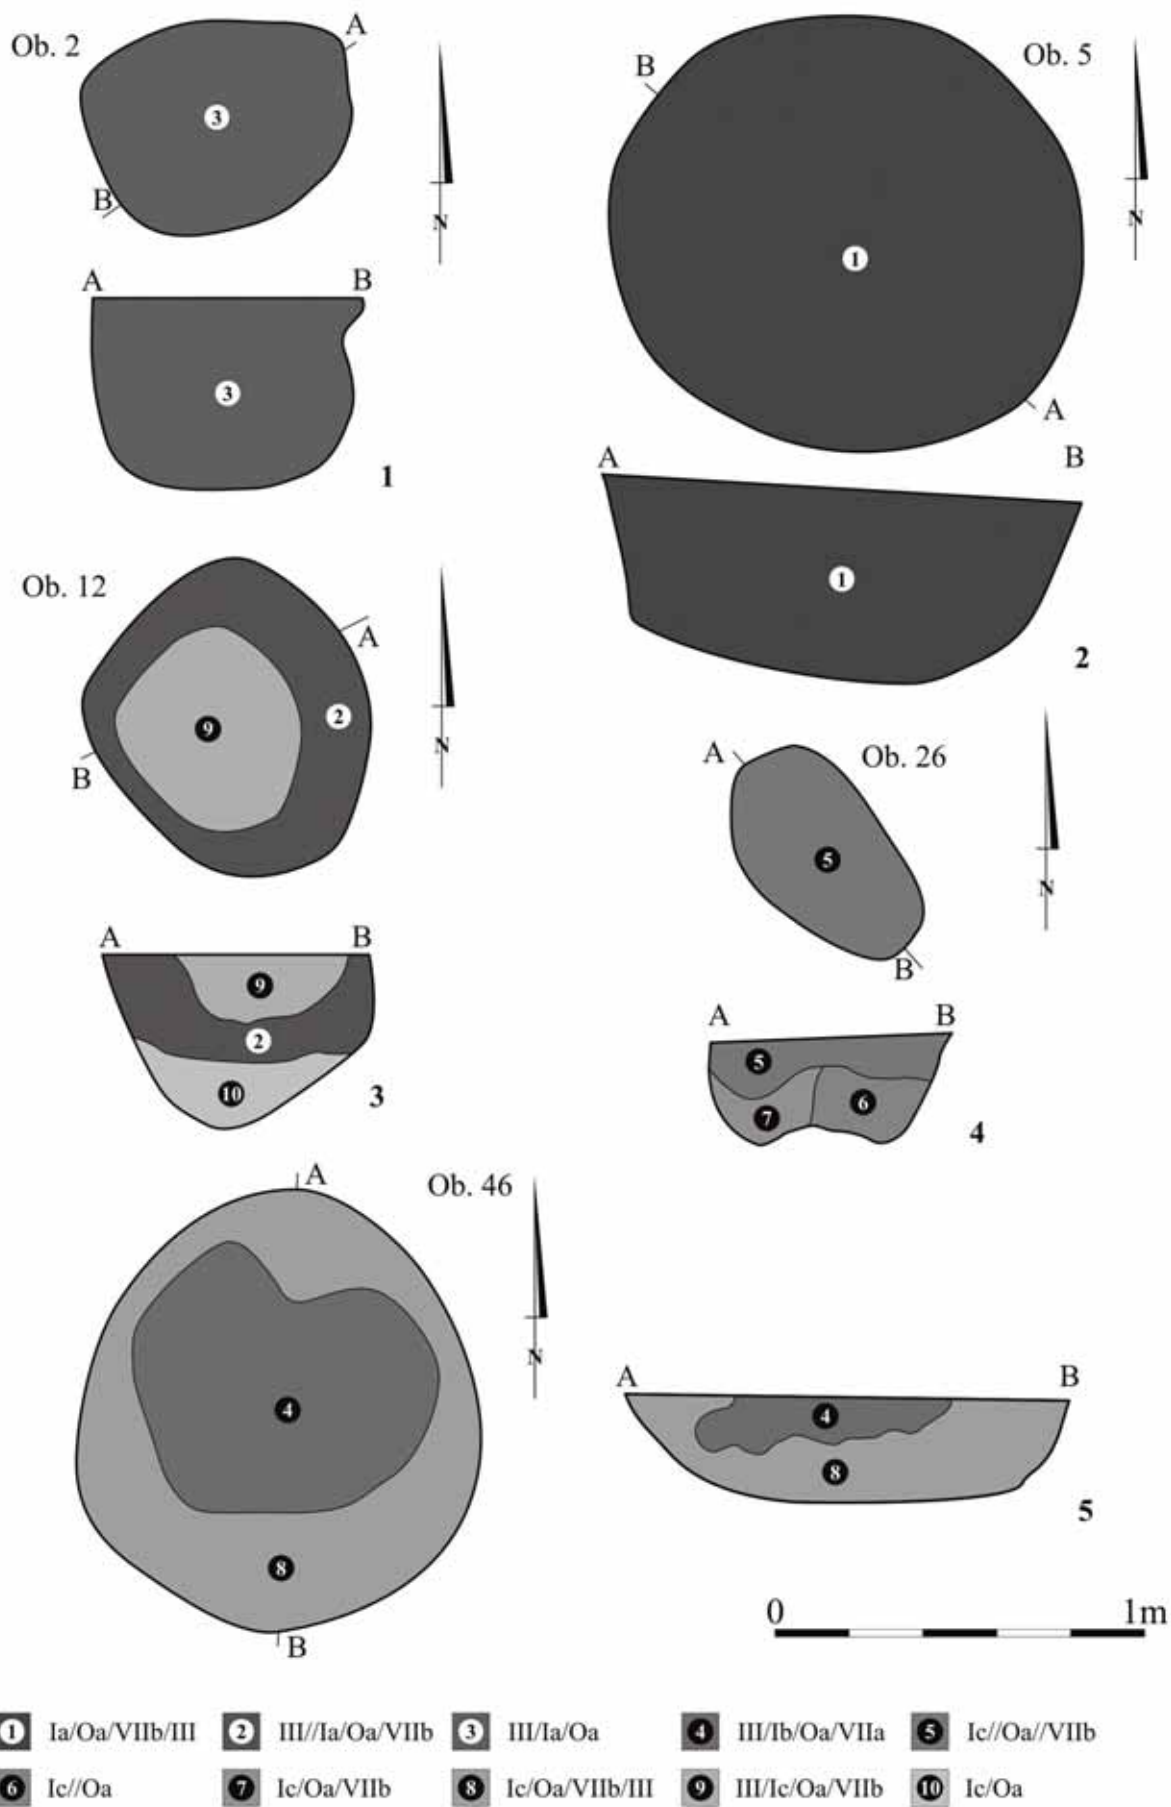 Ob. 2
A
3
B
N
A B
3
1
Ob. 5
B
1
A
N
A B
1
2
Ob. 12
A
2
9
B
N
A B
9
2
10
3
Ob. 26
A
5
B
N
A B
5
6
7
4
Ob. 46
A
4
8
B
N
A B
4
8
5
0 1m
1 Ia/Oa/VIIb/III 2 III//Ia/Oa/VIIb 3 III/Ia/Oa 4 III/Ib/Oa/VIIa 5 Ic//Oa//VIIb
6 Ic//Oa 7 Ic/Oa/VIIb 8 Ic/Oa/VIIb/III 9 III/Ic/Oa/VIIb 10 Ic/Oa